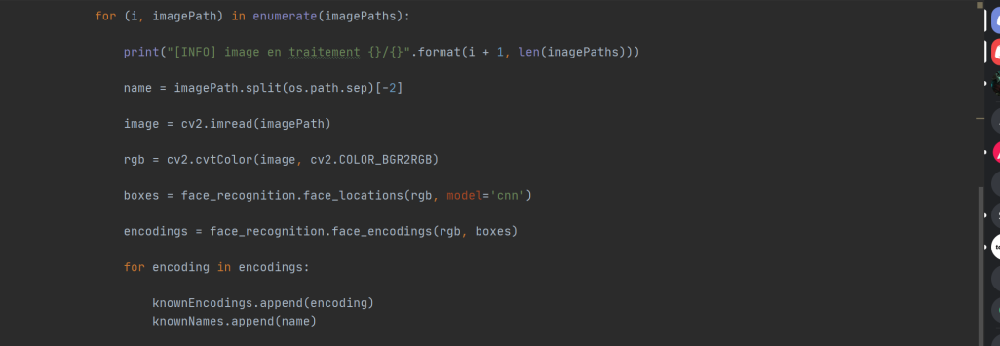 for (i, imagePath) in enumerate(imagePaths):
print("[INFO] image en traitement {}/{}".format(i + 1, len(imagePaths)))
name = imagePath.split(os.path.sep)[-2]
image = cv2.imread(imagePath)
rgb = cv2.cvtColor(image, cv2.COLOR_BGR2RGB)
boxes = face_recognition.face_locations(rgb, model='cnn')
encodings = face_recognition.face_encodings(rgb, boxes)
for encoding in encodings:
knownEncodings.append(encoding)
knownNames.append(name)